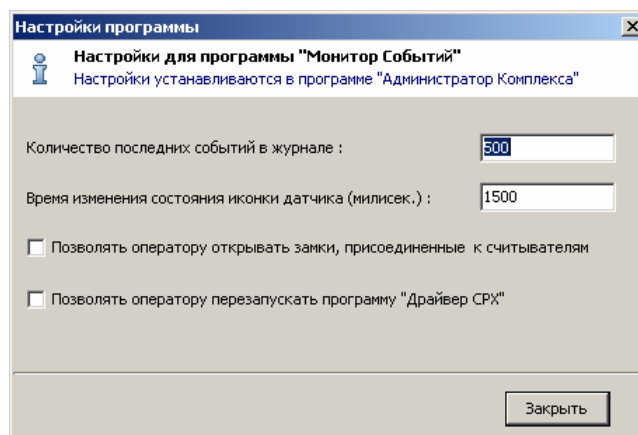 Настройки программы
Настройки для программы "Монитор Событий"
Настройки устанавливаются в программе "Администратор Комплекса"
Количество последних событий в журнале :
500
Время изменения состояния иконки датчика (милисек.) :
1500
Позволять оператору открывать замки, присоединенные к считывателям
Позволять оператору перезапускать программу "Драйвер СРХ"
Закрыть